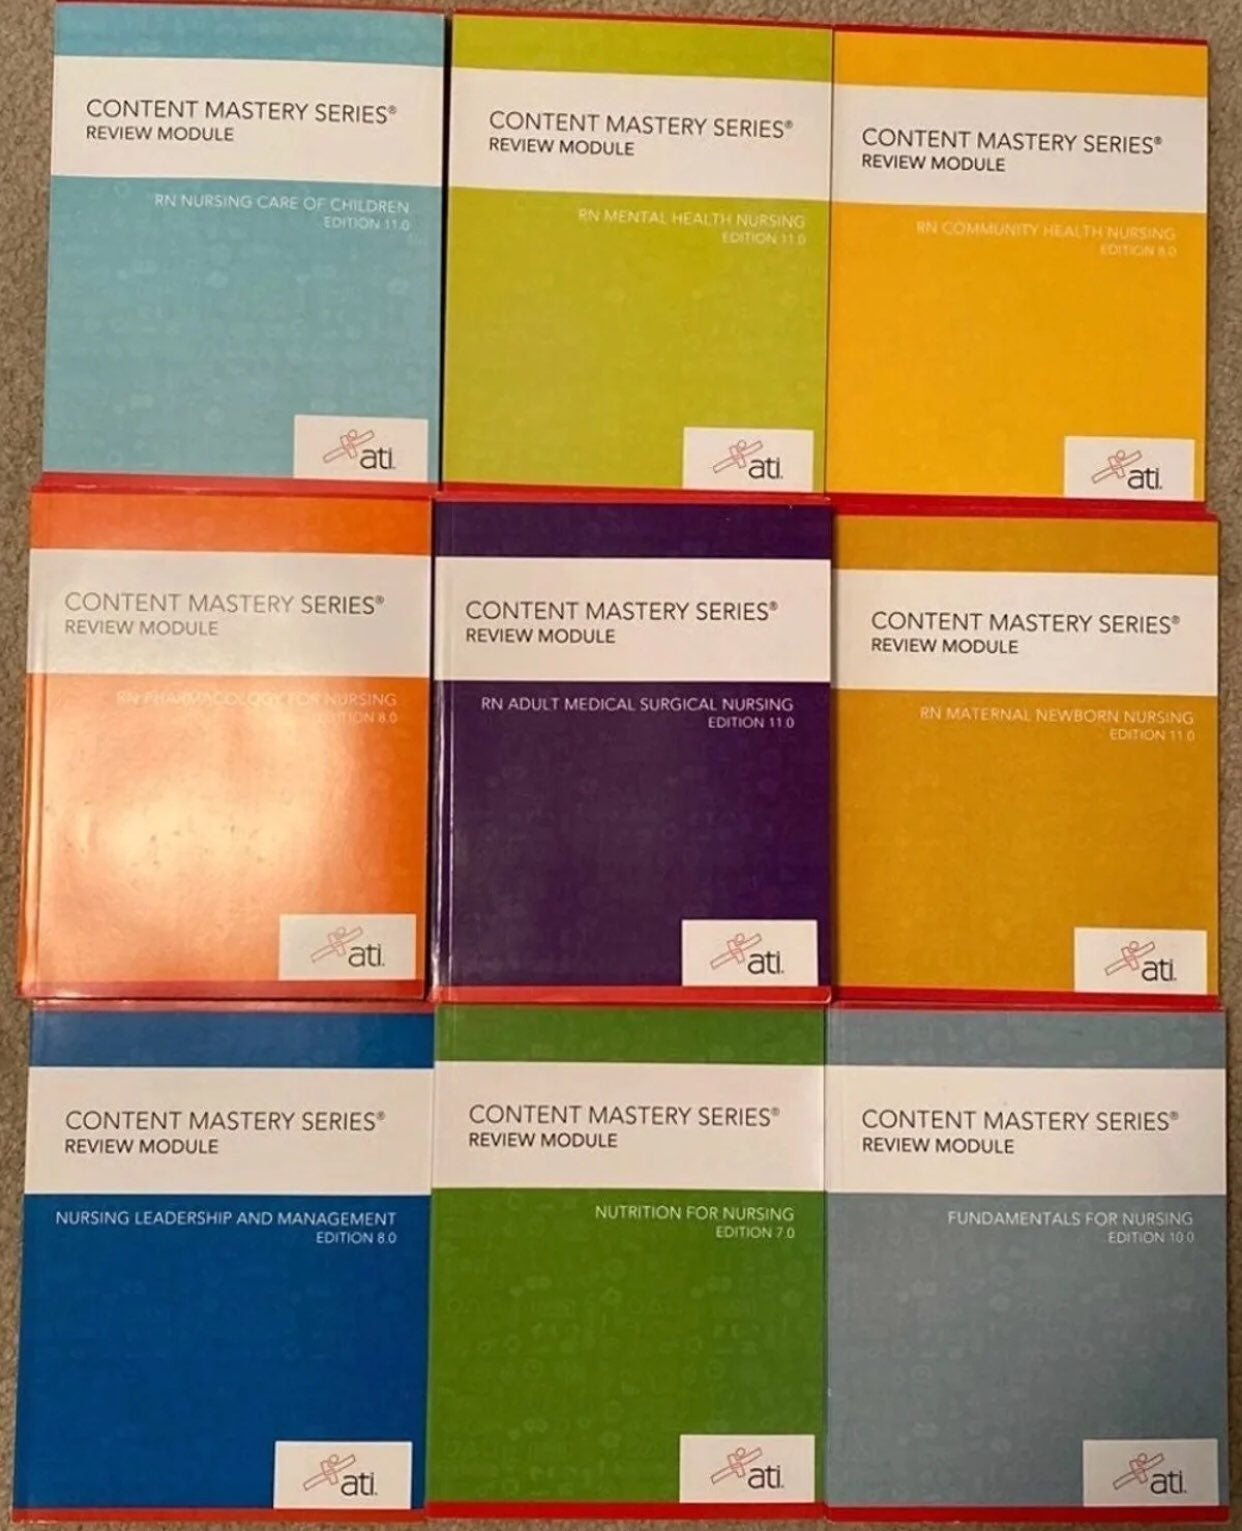 CONTENT MASTERY SERIES®
REVIEW MODULE
RN NURSING CARE OF CHILDREN
EDITION 11.0
ati
CONTENT MASTERY SERIES®
REVIEW MODULE
RN MENTAL HEALTH NURSING
EDITION 11.0
ati
CONTENT MASTERY SERIES®
REVIEW MODULE
RN COMMUNITY HEALTH NURSING
EDITION 8.0
ati
CONTENT MASTERY SERIES®
REVIEW MODULE
RN PHARMACOLOGY FOR NURSING
EDITION 8.0
ati
CONTENT MASTERY SERIES®
REVIEW MODULE
RN ADULT MEDICAL SURGICAL NURSING
EDITION 11.0
ati
CONTENT MASTERY SERIES®
REVIEW MODULE
RN MATERNAL NEWBORN NURSING
EDITION 11.0
ati
CONTENT MASTERY SERIES®
REVIEW MODULE
NURSING LEADERSHIP AND MANAGEMENT
EDITION 8.0
ati
CONTENT MASTERY SERIES®
REVIEW MODULE
NUTRITION FOR NURSING
EDITION 7.0
ati
CONTENT MASTERY SERIES®
REVIEW MODULE
FUNDAMENTALS FOR NURSING
EDITION 10.0
ati